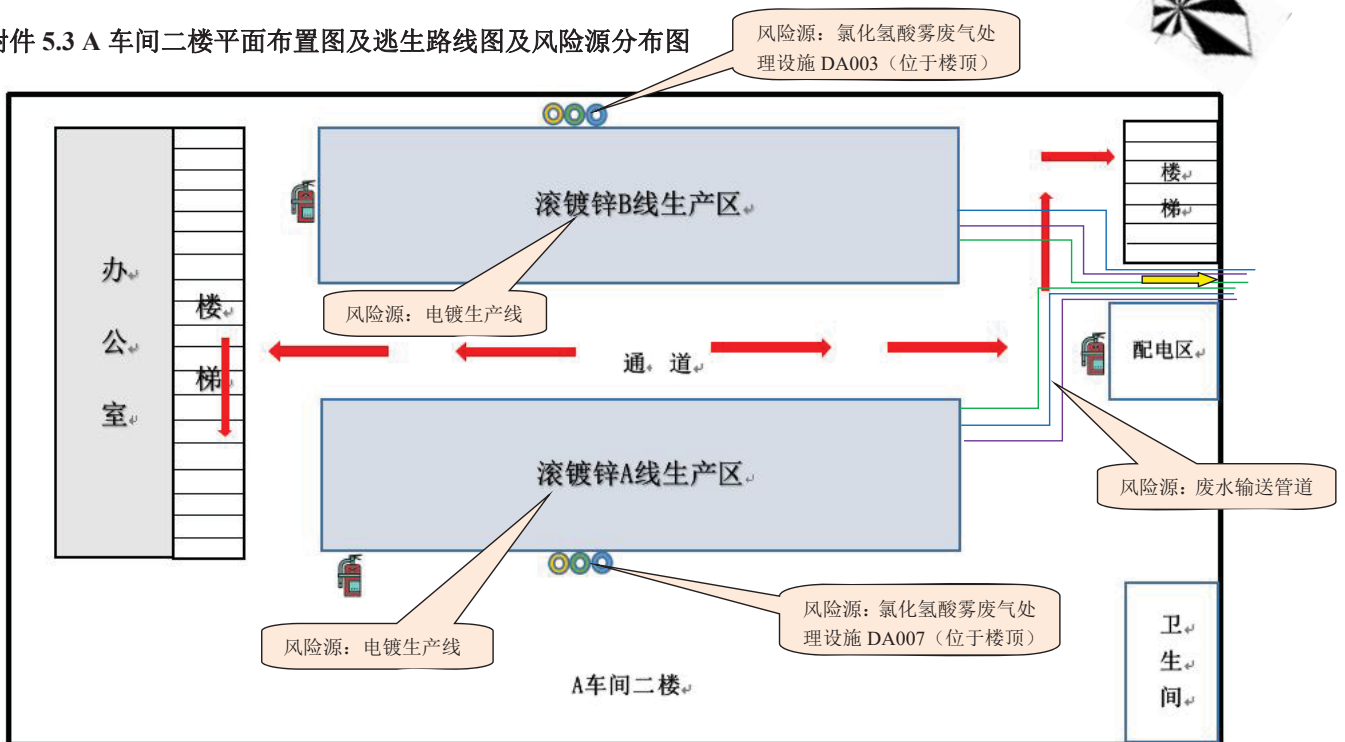 附件 5.3 A 车间二楼平面布置图及逃生路线图及风险源分布图
风险源：氯化氢酸雾废气处
理设施 DA003（位于楼顶）
办
公
室
楼
梯
滚镀锌B线生产区
风险源：电镀生产线
楼
梯
通 道
配电区
滚镀锌A线生产区
风险源：废水输送管道
风险源：电镀生产线
风险源：氯化氢酸雾废气处
理设施 DA007（位于楼顶）
A车间二楼
卫
生
间